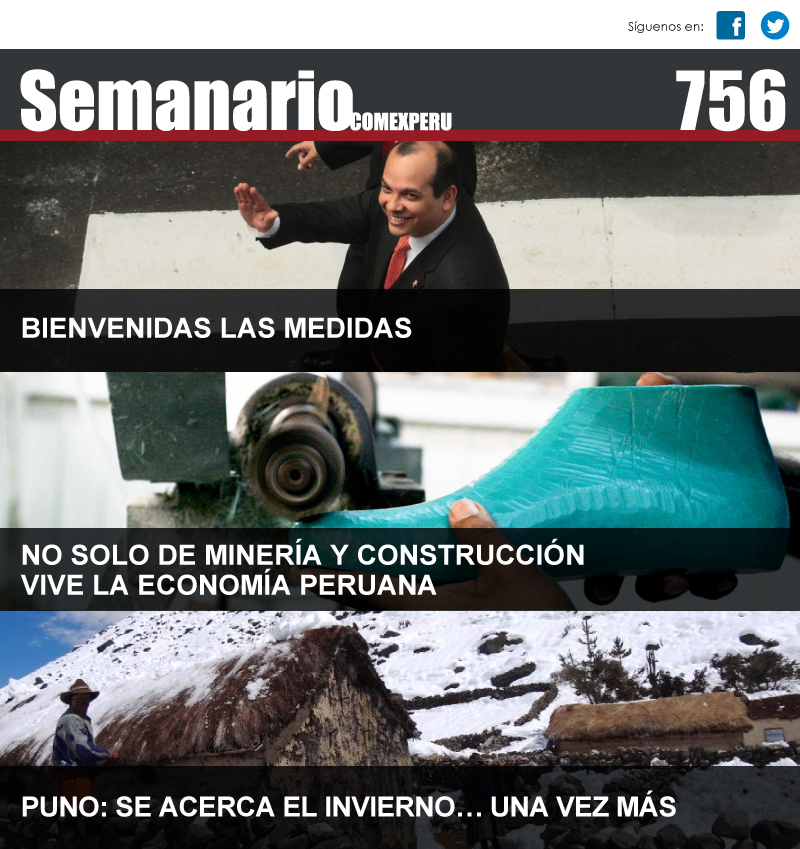 Síguenos en:
Semanario COMEXPERU 756
BIENVENIDAS LAS MEDIDAS
NO SOLO DE MINERÍA Y CONSTRUCCIÓN
VIVE LA ECONOMÍA PERUANA
PUNO: SE ACERCA EL INVIERNO... UNA VEZ MÁS